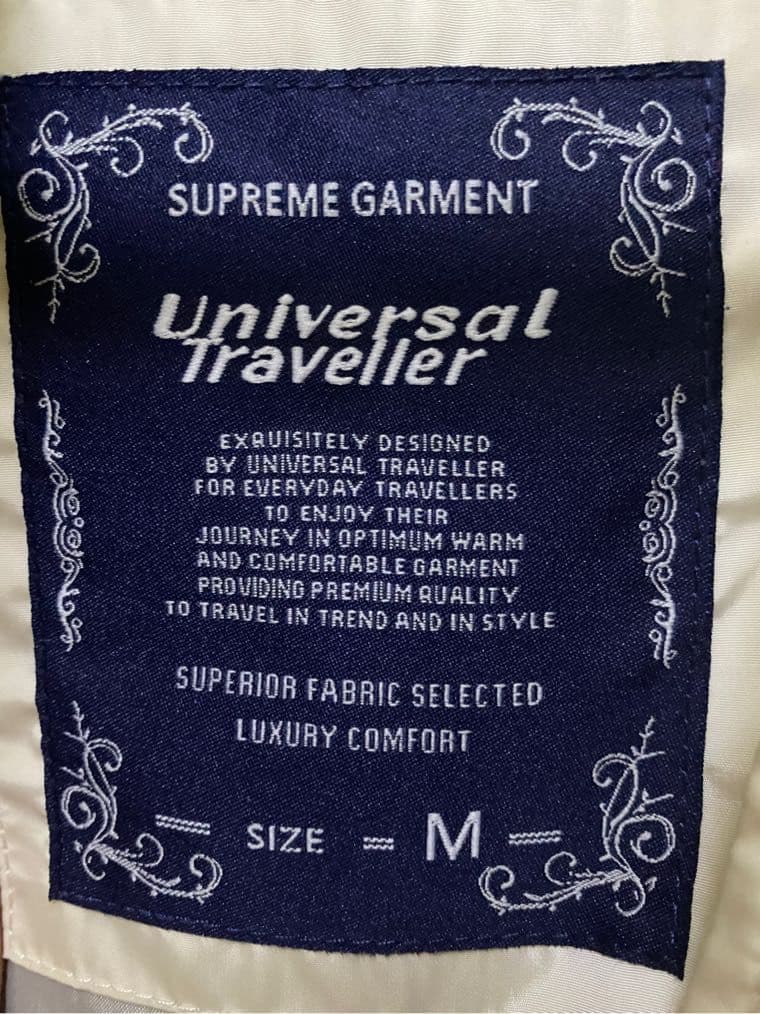 SUPREME GARMENT
Universal
Traveller
EXQUISITELY DESIGNED
BY UNIVERSAL TRAVELLER
FOR EVERYDAY TRAVELLERS
TO ENJOY THEIR
JOURNEY IN OPTIMUM WARM
AND COMFORTABLE GARMENT
PROVIDING PREMIUM QUALITY
TO TRAVEL IN TREND AND IN STYLE
SUPERIOR FABRIC SELECTED
LUXURY COMFORT
SIZE = M